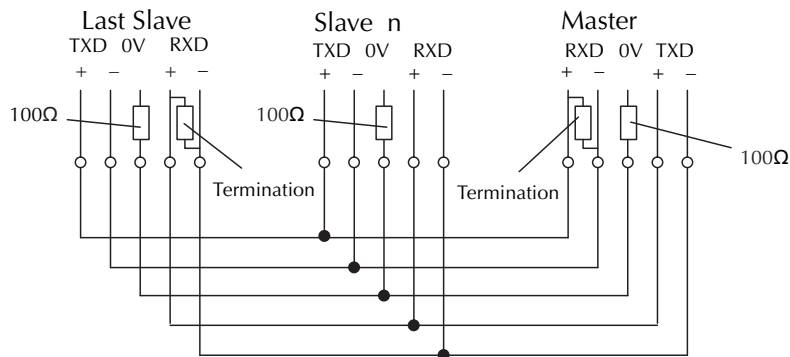 Last Slave Slave n Master
TXD 0V RXD TXD 0V RXD RXD 0V TXD
+ − + − + − + − + − + −
100Ω 100Ω 100Ω
Termination Termination